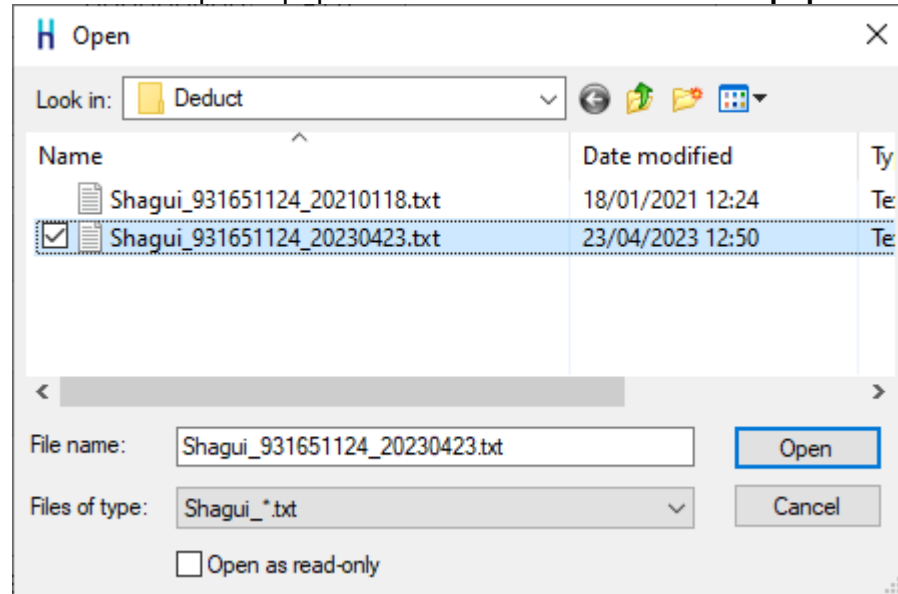 Open
Look in: Deduct
Name Date modified Ty
Shagui_931651124_20210118.txt 18/01/2021 12:24 Te
Shagui_931651124_20230423.txt 23/04/2023 12:50 Te
File name: Shagui_931651124_20230423.txt Open
Files of type: Shagui_*.txt Cancel
Open as read-only